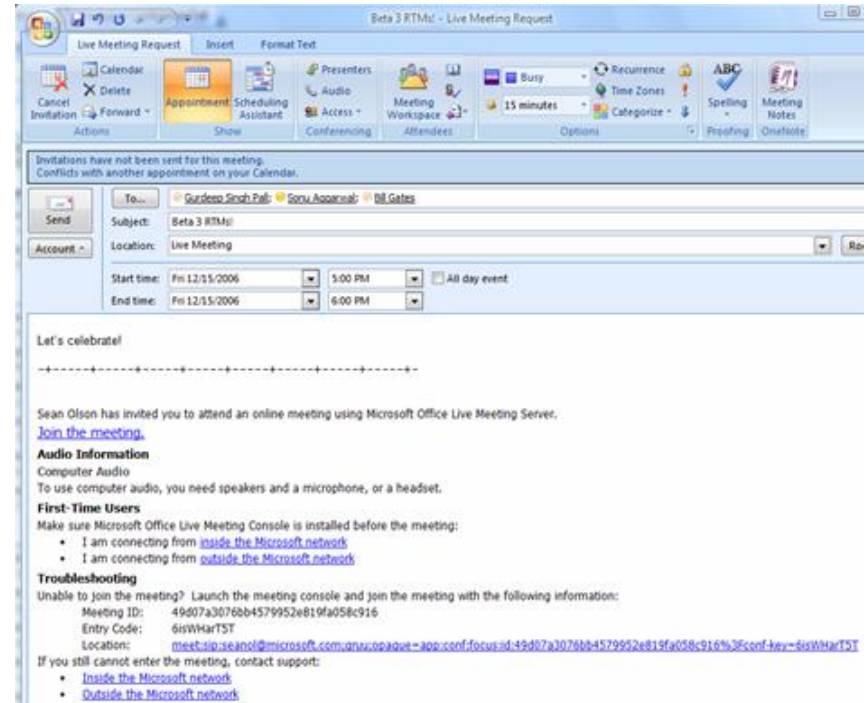 Beta 3 RTMs! - Live Meeting Request
Live Meeting Request Insert Format Text
Cancel Invitation Calendar Delete Forward Appointment Scheduling Assistant Presenters Audio Access Meeting Workspace Busy 15 minutes Recurrence Time Zones Categorize ABC Spelling Meeting Notes
Actions Show Conferencing Attendees Options Proofing OneNote
Invitations have not been sent for this meeting.
Conflicts with another appointment on your Calendar.
Send To... Gurdeep Singh Pall; Sonu Aggarwal; Bill Gates
Subject: Beta 3 RTMs!
Account Location: Live Meeting
Start time: Fri 12/15/2006 5:00 PM All day event
End time: Fri 12/15/2006 6:00 PM
Let's celebrate!
-+-----+-----+-----+-----+-----+-----+-----+-----+-
Sean Olson has invited you to attend an online meeting using Microsoft Office Live Meeting Server.
Join the meeting.
Audio Information
Computer Audio
To use computer audio, you need speakers and a microphone, or a headset.
First-Time Users
Make sure Microsoft Office Live Meeting Console is installed before the meeting:
• I am connecting from inside the Microsoft network
• I am connecting from outside the Microsoft network
Troubleshooting
Unable to join the meeting? Launch the meeting console and join the meeting with the following information:
Meeting ID: 49d07a3076bb4579952e819fa058c916
Entry Code: 6isWHarT5T
Location: meet:sip:seanol@microsoft.com;gruu;opaque=app:conf:focus:id:49d07a3076bb4579952e819fa058c916%3Fconf-key=6isWHarT5T
If you still cannot enter the meeting, contact support:
• Inside the Microsoft network
• Outside the Microsoft network